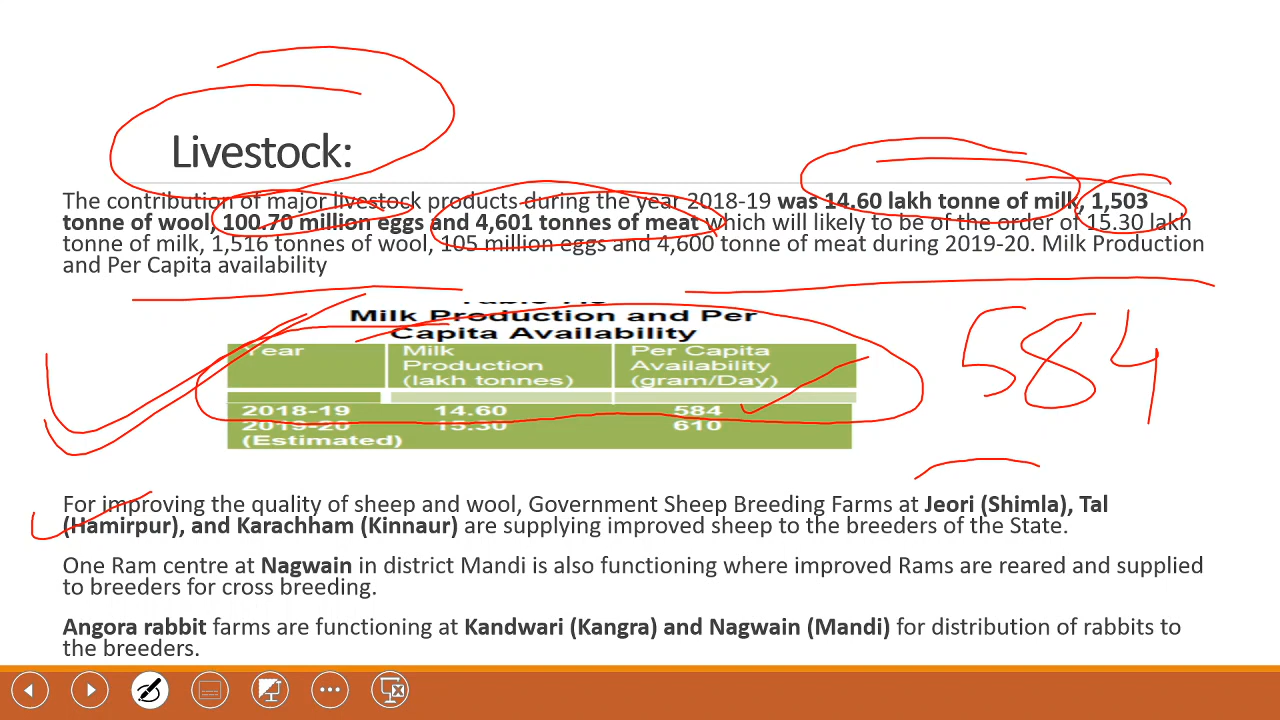 Livestock:
The contribution of major livestock products during the year 2018-19 was 14.60 lakh tonne of milk, 1,503
tonne of wool, 100.70 million eggs and 4,601 tonnes of meat which will likely to be of the order of 15.30 lakh
tonne of milk, 1,516 tonnes of wool, 105 million eggs and 4,600 tonne of meat during 2019-20. Milk Production
and Per Capita availability
Milk Production and Per
Capita Availability
Year Milk Production (lakh tonnes) Per Capita Availability (gram/Day)
2018-19 14.60 584
2019-20 15.30 610
(Estimated)
584
For improving the quality of sheep and wool, Government Sheep Breeding Farms at Jeori (Shimla), Tal
(Hamirpur), and Karachham (Kinnaur) are supplying improved sheep to the breeders of the State.
One Ram centre at Nagwain in district Mandi is also functioning where improved Rams are reared and supplied
to breeders for cross breeding.
Angora rabbit farms are functioning at Kandwari (Kangra) and Nagwain (Mandi) for distribution of rabbits to
the breeders.